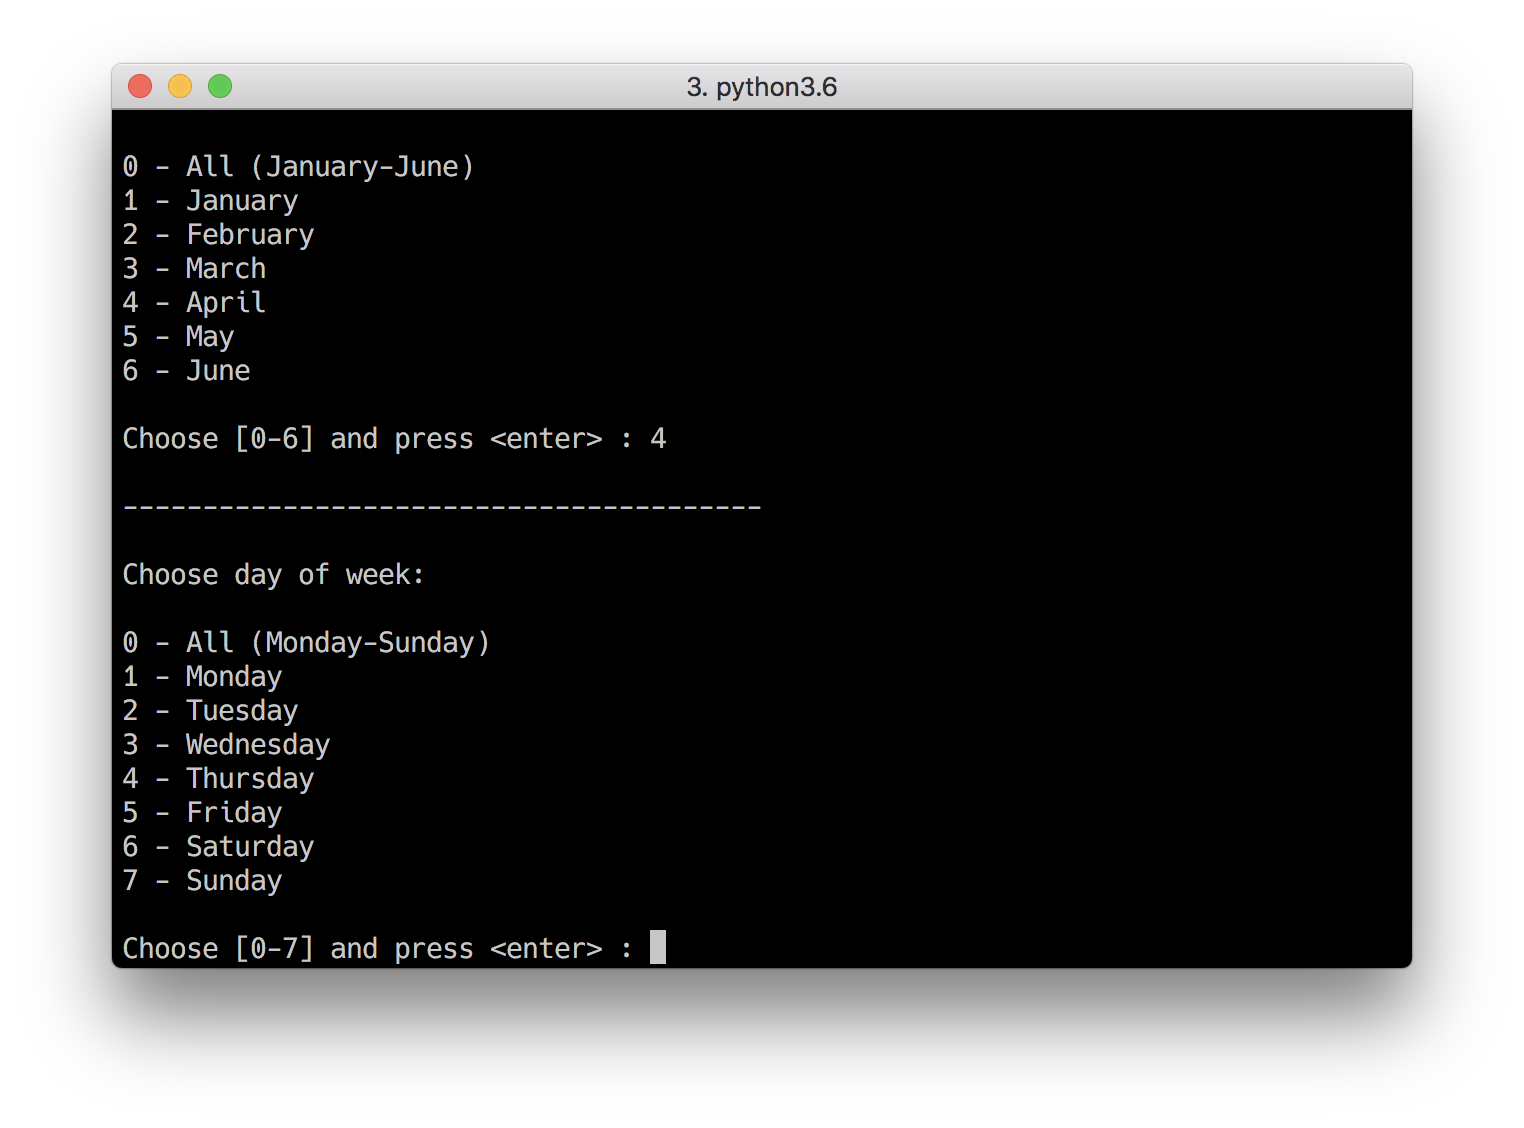 3. python3.6
0 - All (January-June)
1 - January
2 - February
3 - March
4 - April
5 - May
6 - June
Choose [0-6] and press <enter> : 4
----------------------------------------
Choose day of week:
0 - All (Monday-Sunday)
1 - Monday
2 - Tuesday
3 - Wednesday
4 - Thursday
5 - Friday
6 - Saturday
7 - Sunday
Choose [0-7] and press <enter> :